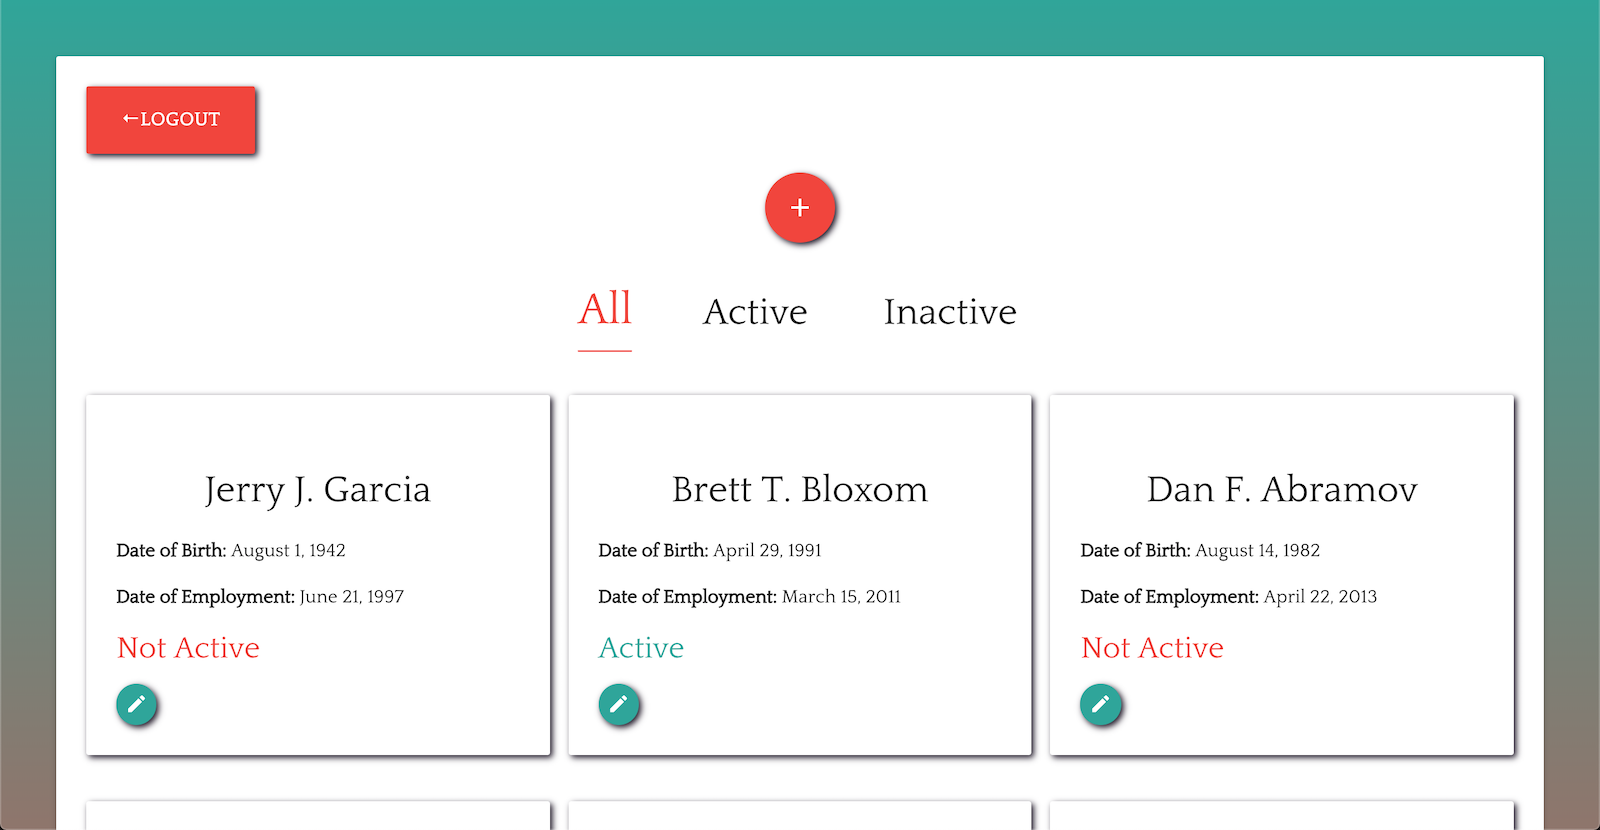 ←LOGOUT
+
All Active Inactive
Jerry J. Garcia
Date of Birth: August 1, 1942
Date of Employment: June 21, 1997
Not Active
Brett T. Bloxom
Date of Birth: April 29, 1991
Date of Employment: March 15, 2011
Active
Dan F. Abramov
Date of Birth: August 14, 1982
Date of Employment: April 22, 2013
Not Active